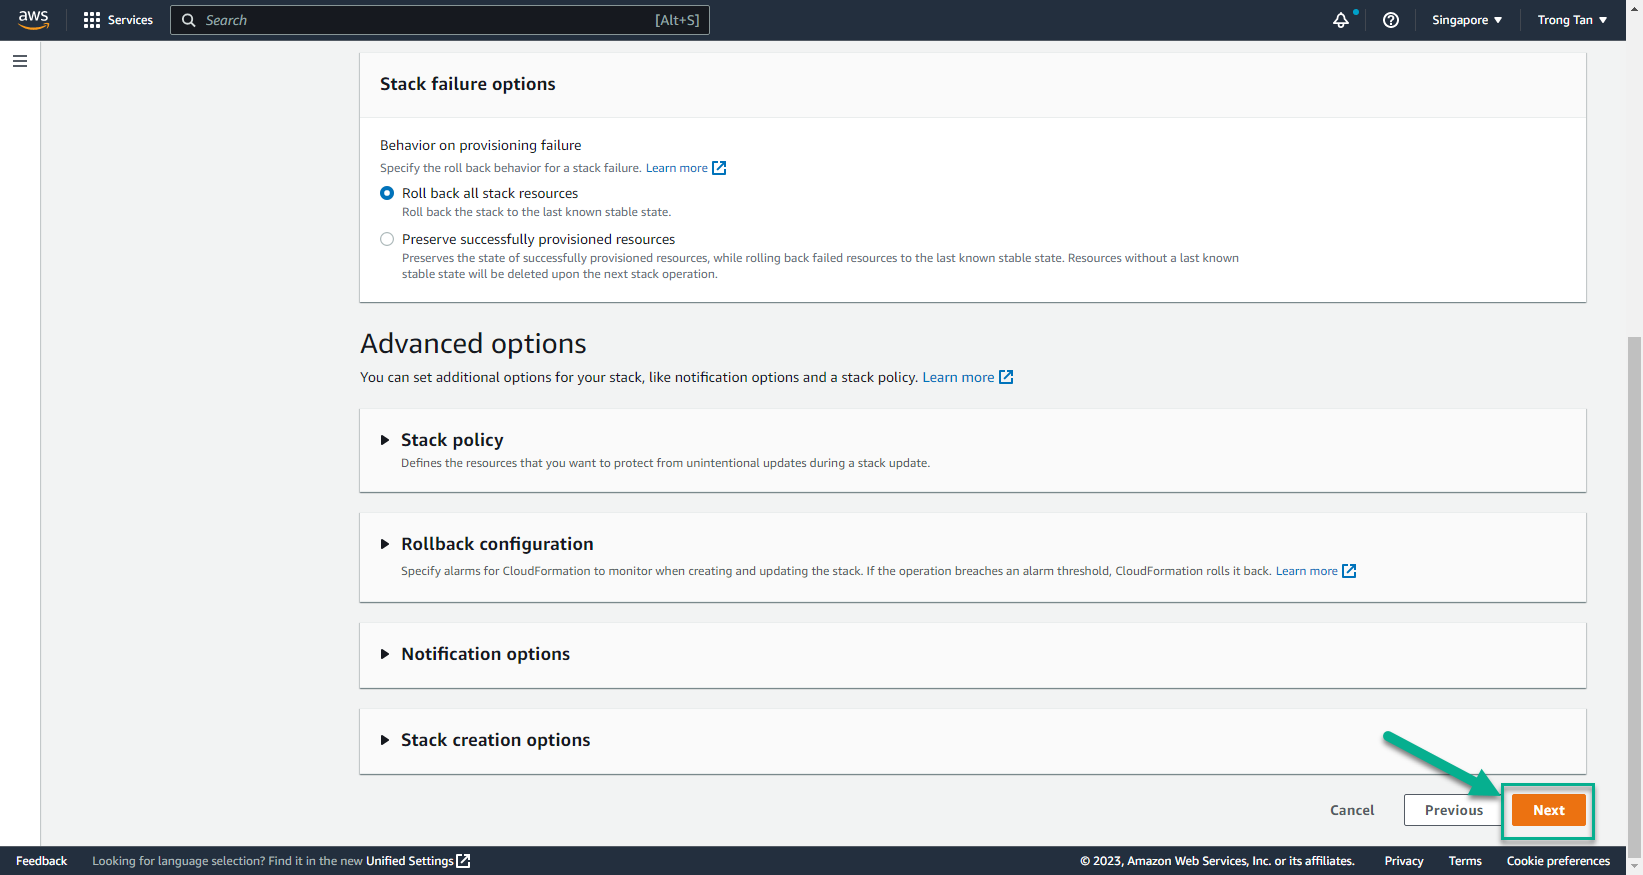 aws
Services
Search
[Alt+S]
Singapore
Trong Tan
Stack failure options
Behavior on provisioning failure
Specify the roll back behavior for a stack failure. Learn more
Roll back all stack resources
Roll back the stack to the last known stable state.
Preserve successfully provisioned resources
Preserves the state of successfully provisioned resources, while rolling back failed resources to the last known stable state. Resources without a last known
stable state will be deleted upon the next stack operation.
Advanced options
You can set additional options for your stack, like notification options and a stack policy. Learn more
Stack policy
Defines the resources that you want to protect from unintentional updates during a stack update.
Rollback configuration
Specify alarms for CloudFormation to monitor when creating and updating the stack. If the operation breaches an alarm threshold, CloudFormation rolls it back. Learn more
Notification options
Stack creation options
Cancel
Previous
Next
Feedback
Looking for language selection? Find it in the new Unified Settings
© 2023, Amazon Web Services, Inc. or its affiliates.
Privacy
Terms
Cookie preferences